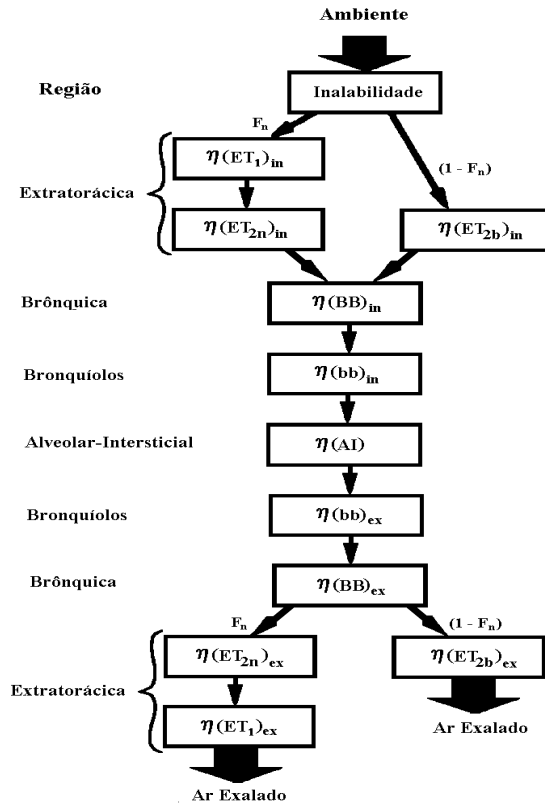 Ambiente
Região
Inalabilidade
Fₙ
(1 - Fₙ)
η(ET₁)ᵢₙ
Extratorácica
η(ET₂ₙ)ᵢₙ
η(ET₂b)ᵢₙ
Brônquica
η(BB)ᵢₙ
Bronquíolos
η(bb)ᵢₙ
Alveolar-Intersticial
η(AI)
Bronquíolos
η(bb)ₑₓ
Brônquica
η(BB)ₑₓ
Fₙ
(1 - Fₙ)
η(ET₂ₙ)ₑₓ
η(ET₂b)ₑₓ
Extratorácica
η(ET₁)ₑₓ
Ar Exalado
Ar Exalado